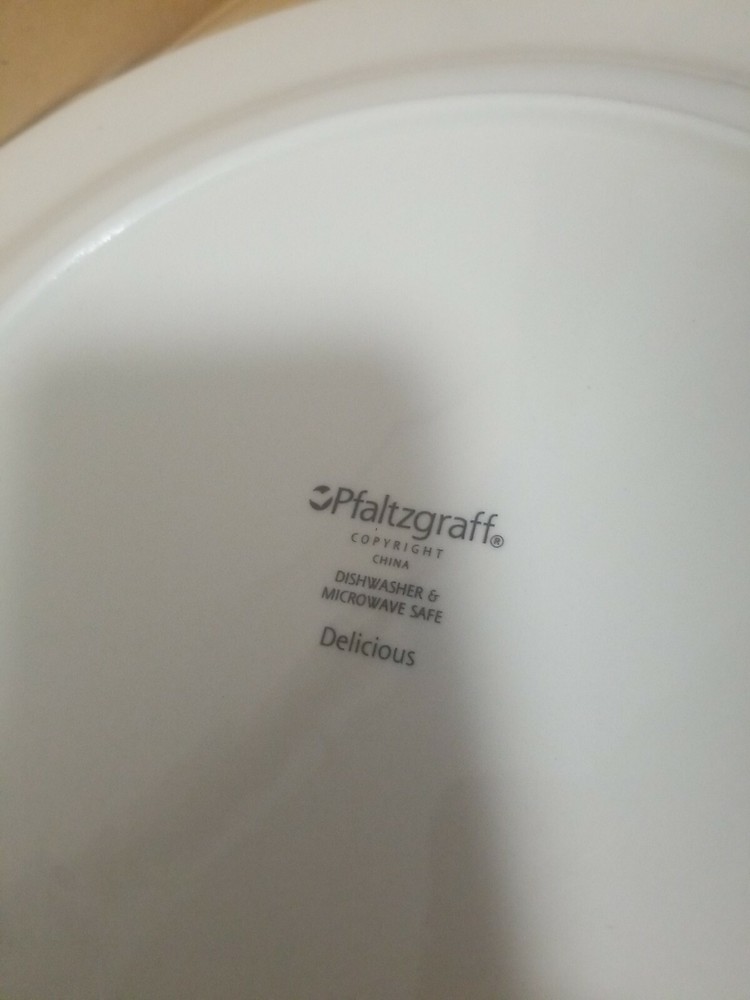 Pfaltzgraff®
COPYRIGHT
CHINA
DISHWASHER &
MICROWAVE SAFE
Delicious